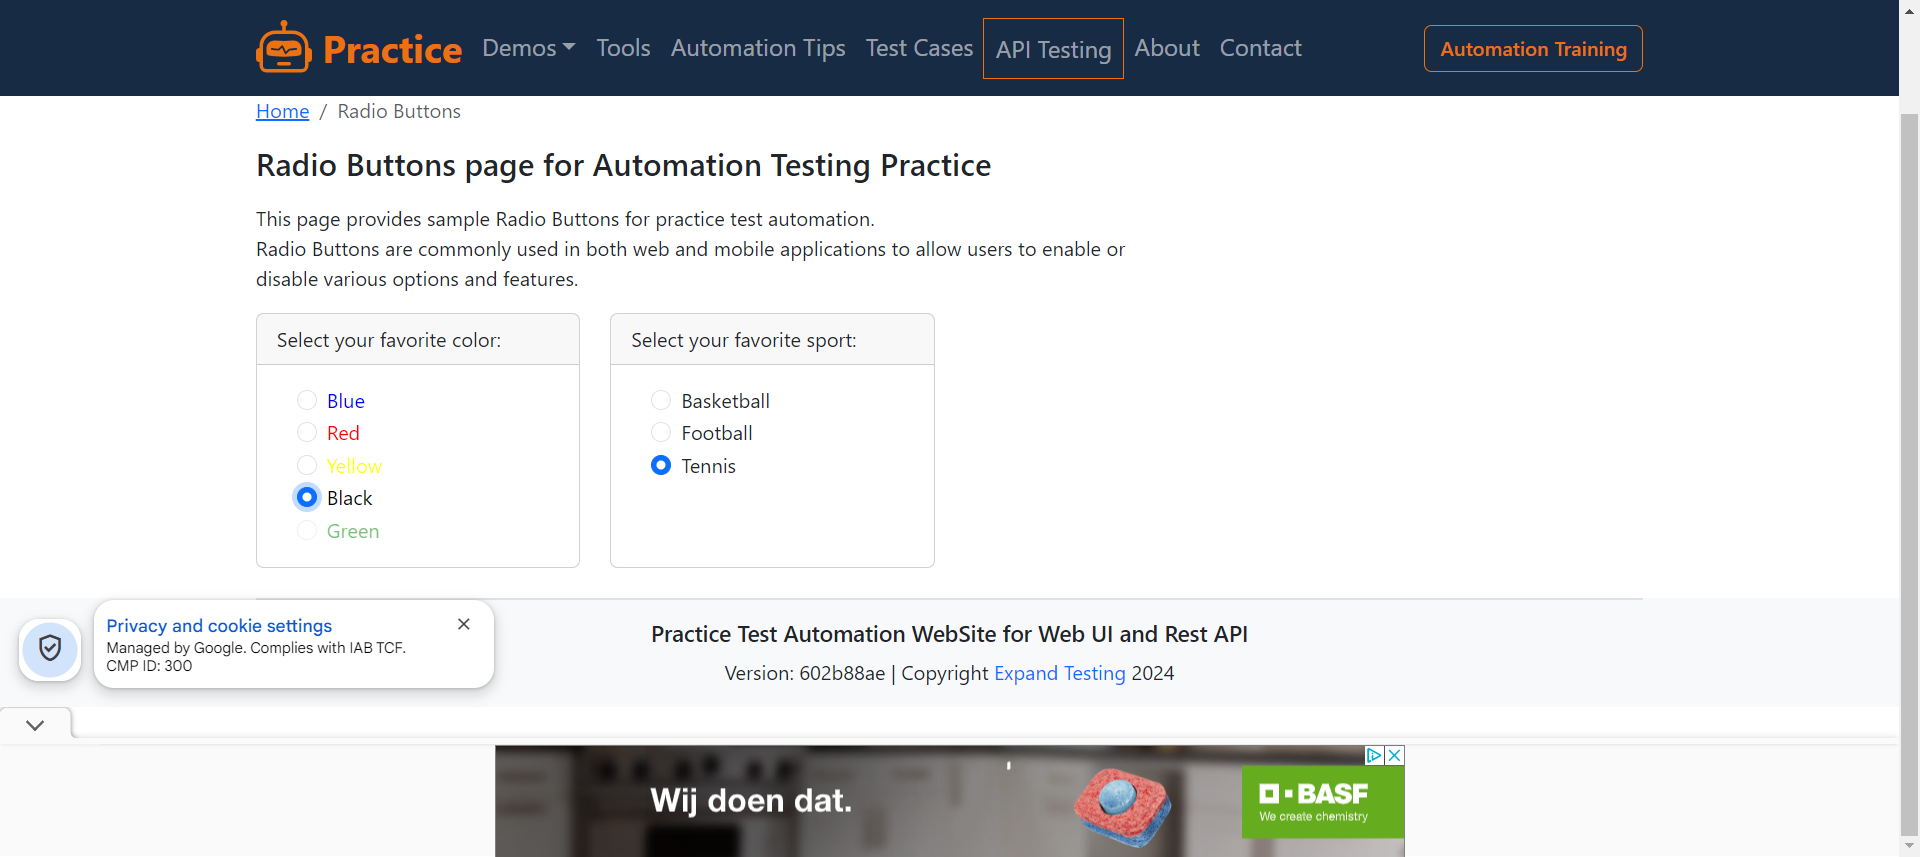 Practice Demos Tools Automation Tips Test Cases API Testing About Contact Automation Training
Home / Radio Buttons
Radio Buttons page for Automation Testing Practice
This page provides sample Radio Buttons for practice test automation.
Radio Buttons are commonly used in both web and mobile applications to allow users to enable or
disable various options and features.
Select your favorite color:
Blue
Red
Yellow
Black
Green
Select your favorite sport:
Basketball
Football
Tennis
Privacy and cookie settings
Managed by Google. Complies with IAB TCF.
CMP ID: 300
Practice Test Automation WebSite for Web UI and Rest API
Version: 602b88ae | Copyright Expand Testing 2024
Wij doen dat.
BASF
We create chemistry